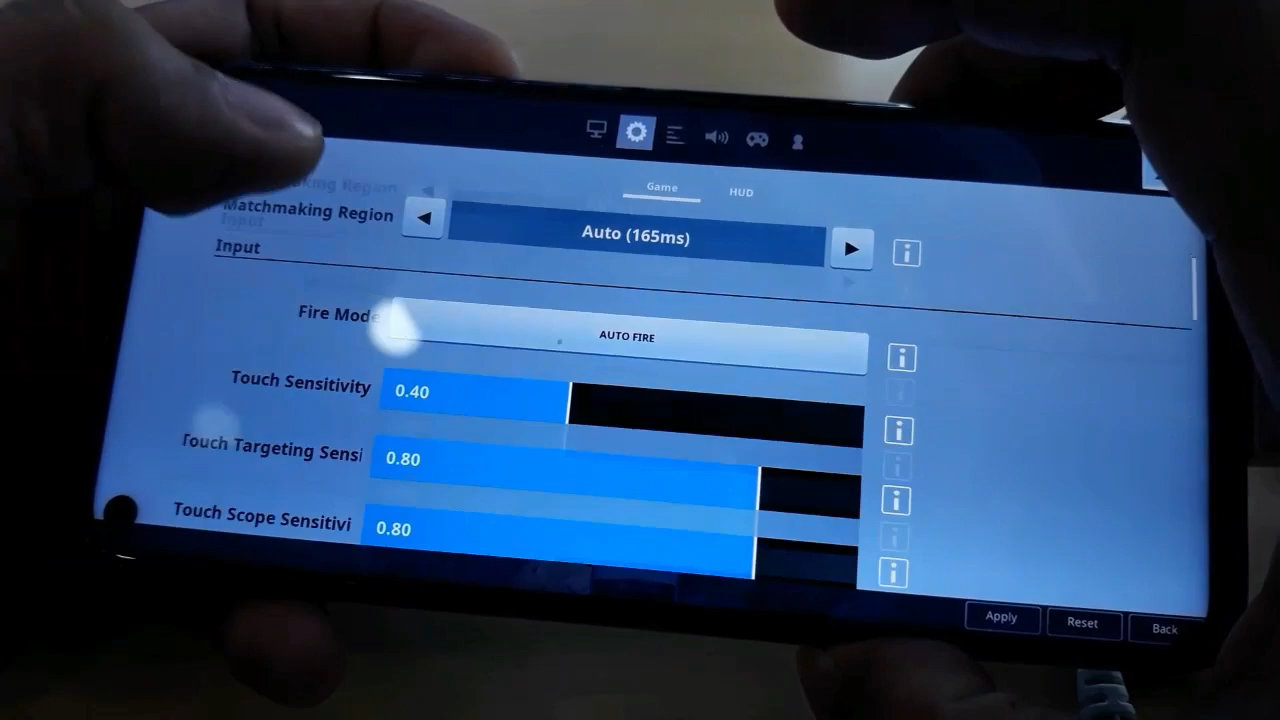 Game HUD
Matchmaking Region Auto (165ms)
Input
Fire Mode AUTO FIRE
Touch Sensitivity 0.40
Touch Targeting Sensi 0.80
Touch Scope Sensitivi 0.80
Apply Reset Back